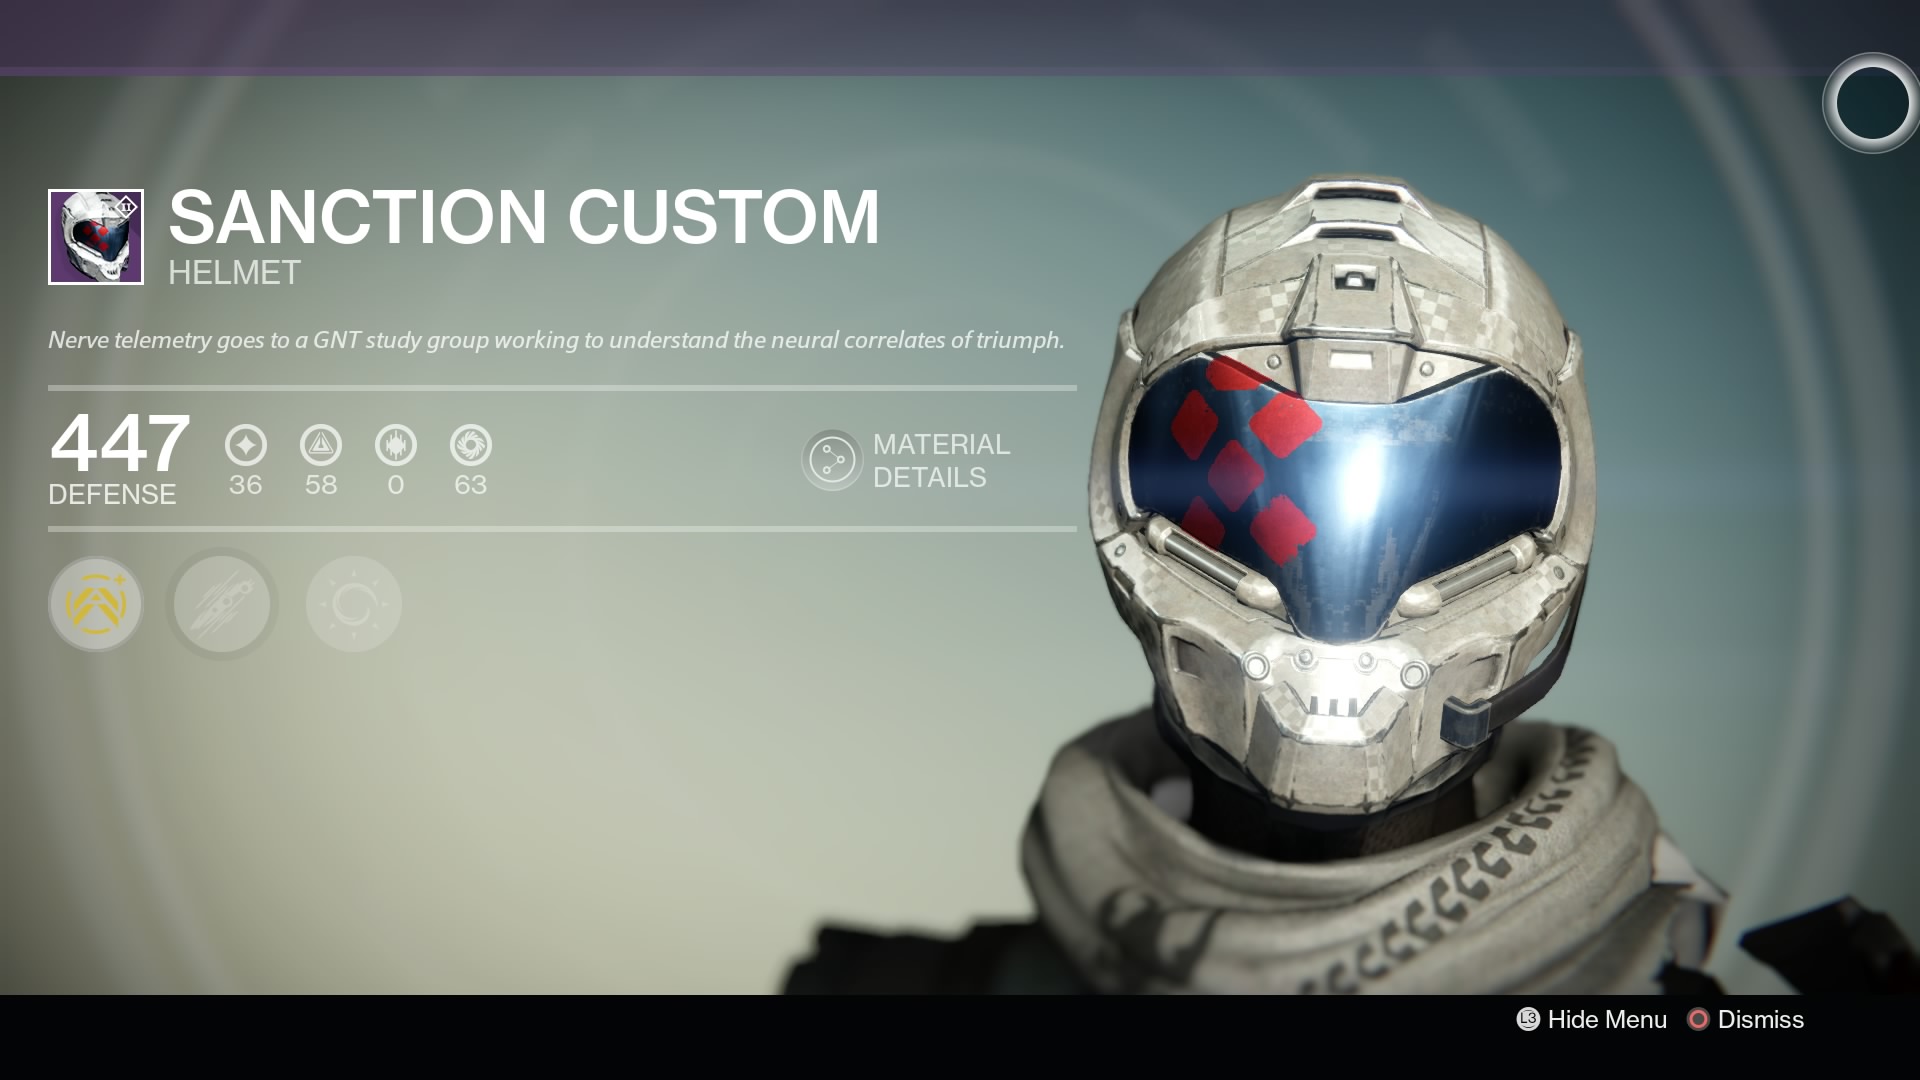 SANCTION CUSTOM
HELMET
Nerve telemetry goes to a GNT study group working to understand the neural correlates of triumph.
447
DEFENSE
36
58
0
63
MATERIAL
DETAILS
L3 Hide Menu
Dismiss